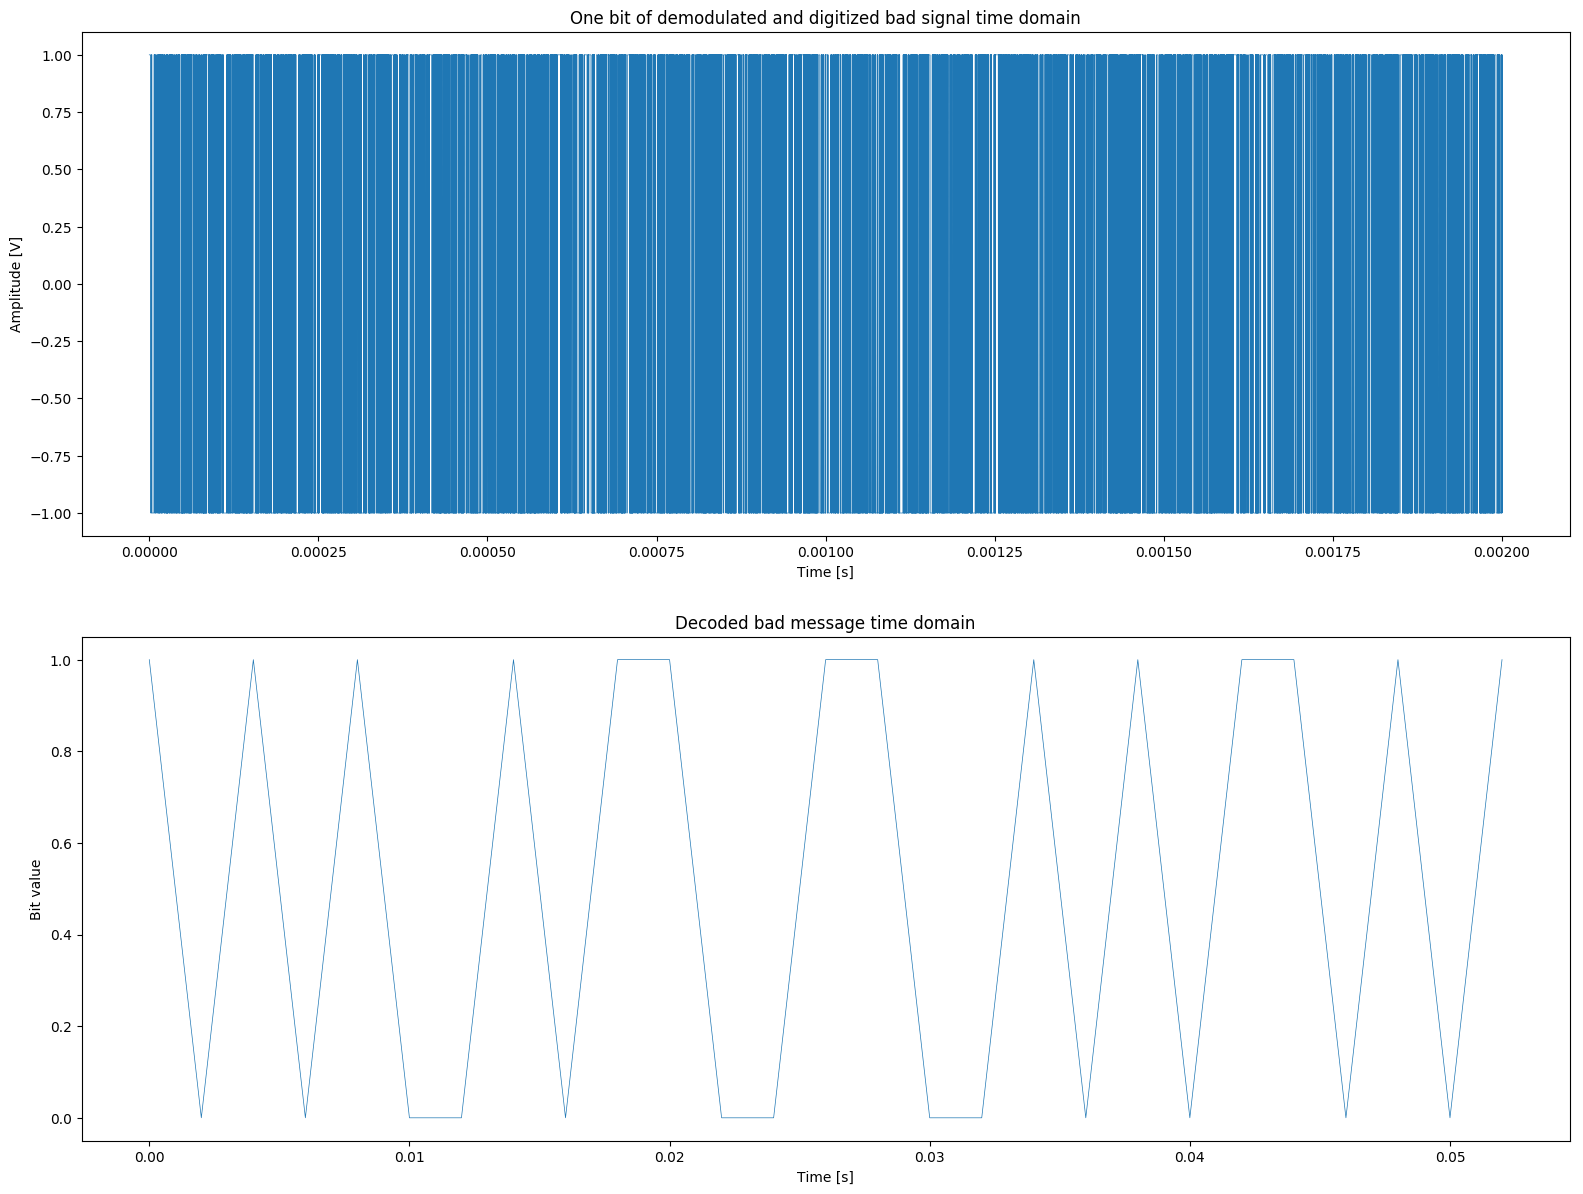 One bit of demodulated and digitized bad signal time domain
1.00
0.75
0.50
0.25
0.00
−0.25
−0.50
−0.75
−1.00
Amplitude [V]
0.00000 0.00025 0.00050 0.00075 0.00100 0.00125 0.00150 0.00175 0.00200
Time [s]
Decoded bad message time domain
1.0
0.8
0.6
0.4
0.2
0.0
Bit value
0.00 0.01 0.02 0.03 0.04 0.05
Time [s]